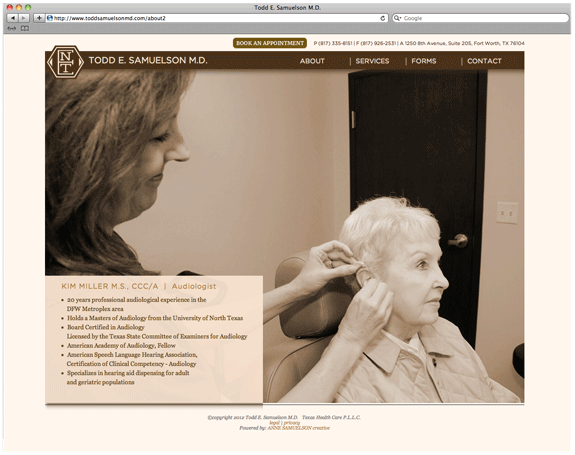 Todd E. Samuelson M.D.
http://www.toddsamuelsonmd.com/about2
Google
BOOK AN APPOINTMENT
P (817) 335-8151 | F (817) 926-2531 | A 1250 8th Avenue, Suite 205, Fort Worth, TX 76104
N
T
TODD E. SAMUELSON M.D.
ABOUT | SERVICES | FORMS | CONTACT
KIM MILLER M.S., CCC/A | Audiologist
• 20 years professional audiological experience in the
DFW Metroplex area
• Holds a Masters of Audiology from the University of North Texas
• Board Certified in Audiology
Licensed by the Texas State Committee of Examiners for Audiology
• American Academy of Audiology, Fellow
• American Speech Language Hearing Association,
Certification of Clinical Competency - Audiology
• Specializes in hearing aid dispensing for adult
and geriatric populations
©opyright 2012 Todd E. Samuelson M.D. Texas Health Care P.L.L.C.
legal | privacy
Powered by: ANNE SAMUELSON creative